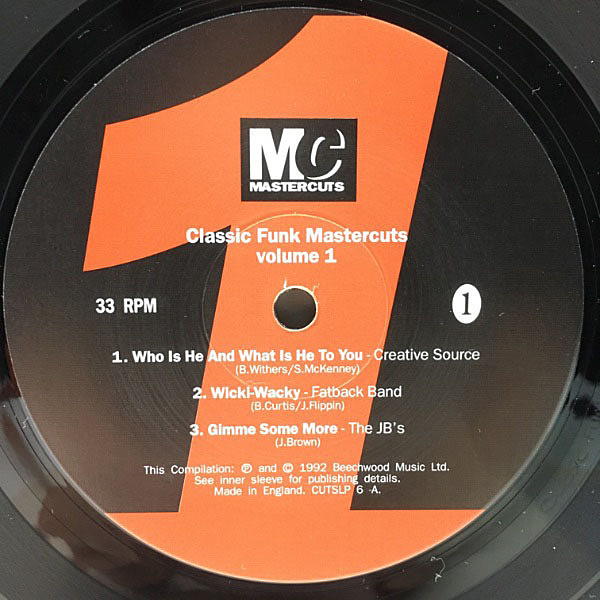 Mc
MASTERCUTS
Classic Funk Mastercuts
volume 1
33 RPM
1
1. Who Is He And What Is He To You - Creative Source
(B.Withers/S.McKenney)
2. Wicki-Wacky - Fatback Band
(B.Curtis/J.Flippin)
3. Gimme Some More - The JB's
(J.Brown)
This Compilation: ℗ and © 1992 Beechwood Music Ltd.
See inner sleeve for publishing details.
Made in England. CUTSLP 6 -A.
1